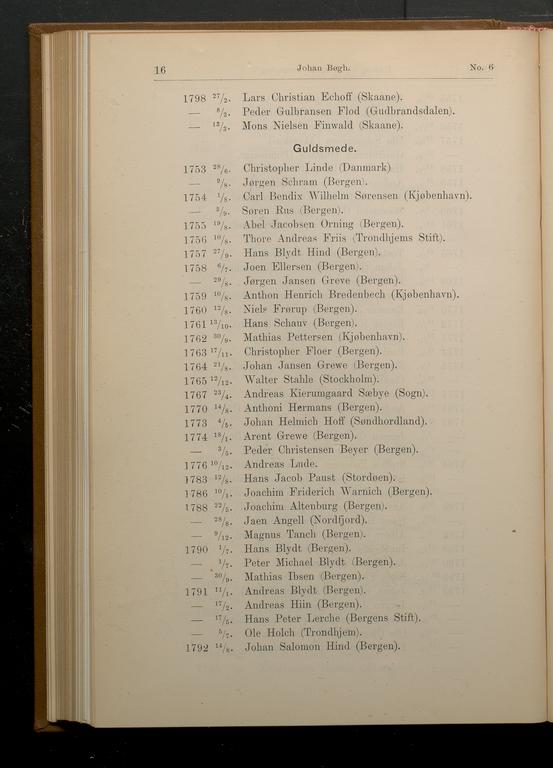 16 Johan Bøgh. No. 6
1798 27/2. Lars Christian Echoff (Skaane).
— 8/3. Peder Gulbransen Flod (Gudbrandsdalen).
— 13/3. Mons Nielsen Finwald (Skaane).
Guldsmede.
1753 28/6. Christopher Linde (Danmark)
— 9/8. Jørgen Schram (Bergen).
1754 1/8. Carl Bendix Wilhelm Sørensen (Kjøbenhavn).
— 3/9. Søren Rus (Bergen).
1755 19/8. Abel Jacobsen Orning (Bergen).
1756 10/8. Thore Andreas Friis (Trondhjems Stift).
1757 27/9. Hans Blydt Hind (Bergen).
1758 6/7. Joen Ellersen (Bergen).
— 29/8. Jørgen Jansen Greve (Bergen).
1759 10/8. Anthon Henrich Bredenbech (Kjøbenhavn).
1760 12/8. Niels Frørup (Bergen).
1761 13/10. Hans Schauv (Bergen).
1762 30/9. Mathias Pettersen (Kjøbenhavn).
1763 17/11. Christopher Floer (Bergen).
1764 21/8. Johan Jansen Grewe (Bergen).
1765 12/12. Walter Stahle (Stockholm).
1767 23/4. Andreas Kierumgaard Sæbye (Sogn).
1770 14/8. Anthoni Hermans (Bergen).
1773 4/5. Johan Helmich Hoff (Søndhordland).
1774 18/1. Arent Grewe (Bergen).
— 3/5. Peder Christensen Beyer (Bergen).
1776 10/12. Andreas Lude.
1783 12/8. Hans Jacob Paust (Stordøen).
1786 10/1. Joachim Friderich Warnich (Bergen).
1788 22/5. Joachim Altenburg (Bergen).
— 28/8. Jaen Angell (Nordfjord).
— 9/12. Magnus Tanch (Bergen).
1790 1/7. Hans Blydt (Bergen).
— 1/7. Peter Michael Blydt (Bergen).
— 30/9. Mathias Ibsen (Bergen).
1791 11/1. Andreas Blydt (Bergen).
— 17/2. Andreas Hiin (Bergen).
— 17/5. Hans Peter Lerche (Bergens Stift).
— 5/7. Ole Holch (Trondhjem).
1792 14/8. Johan Salomon Hind (Bergen).